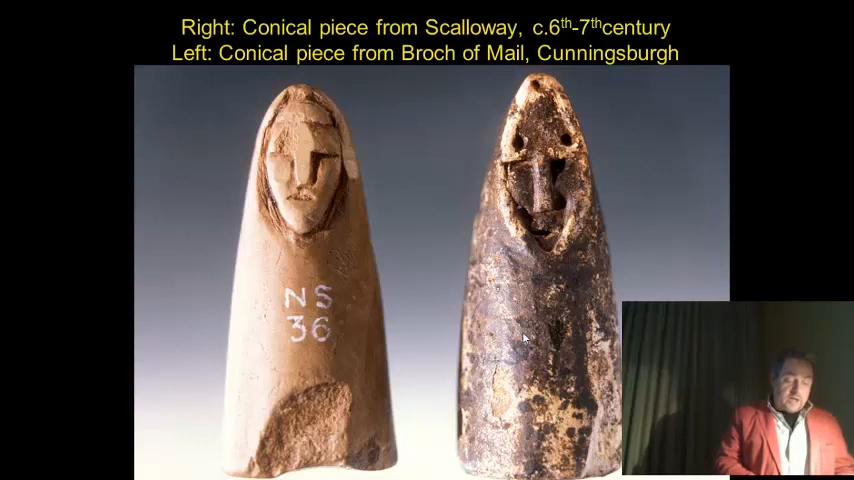 Right: Conical piece from Scalloway, c.6th-7thcentury
Left: Conical piece from Broch of Mail, Cunningsburgh
NS
36